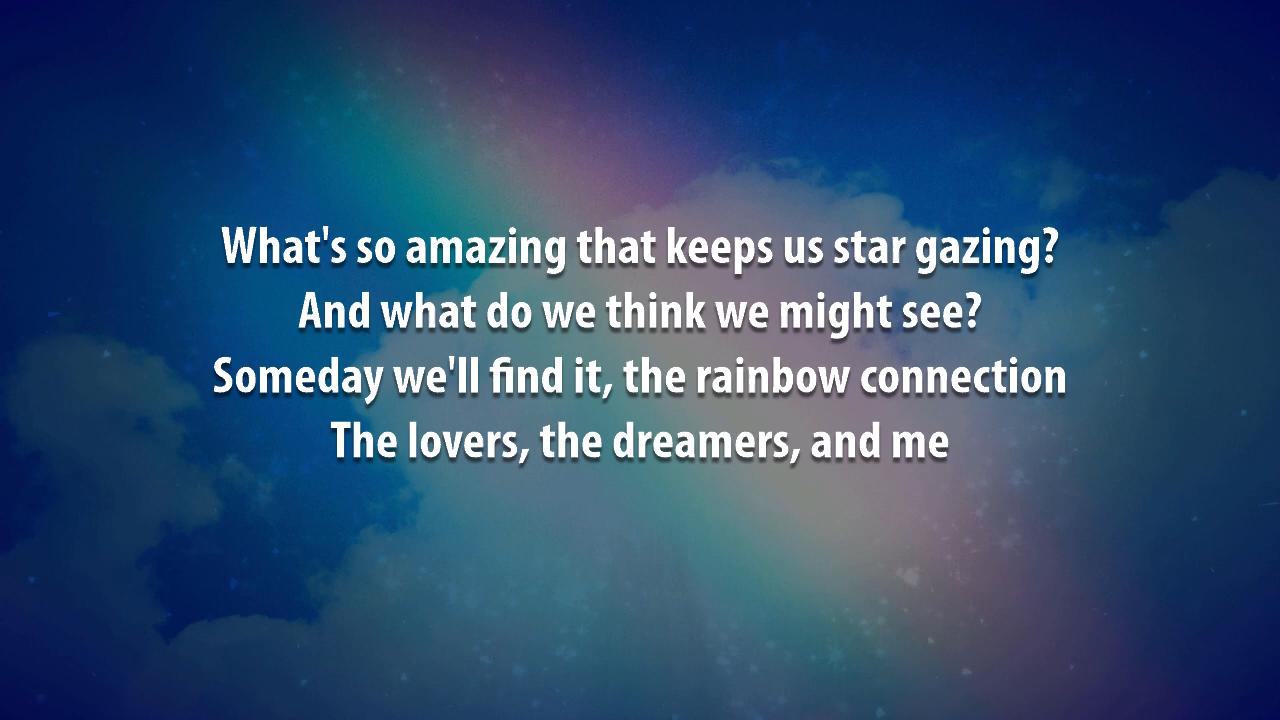 What's so amazing that keeps us star gazing?
And what do we think we might see?
Someday we'll find it, the rainbow connection
The lovers, the dreamers, and me